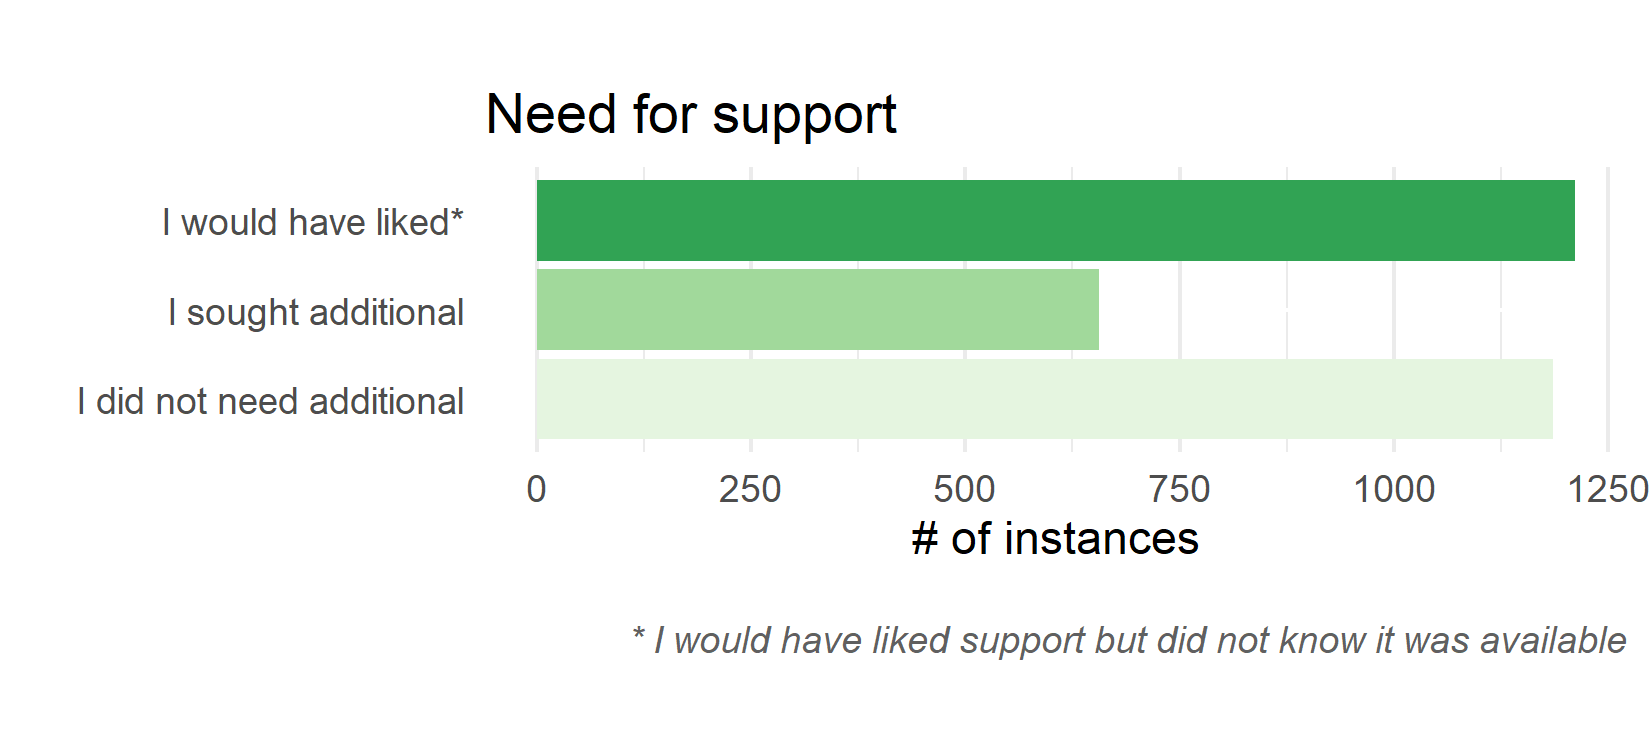 Need for support
I would have liked*
I sought additional
I did not need additional
0 250 500 750 1000 1250
# of instances
* I would have liked support but did not know it was available